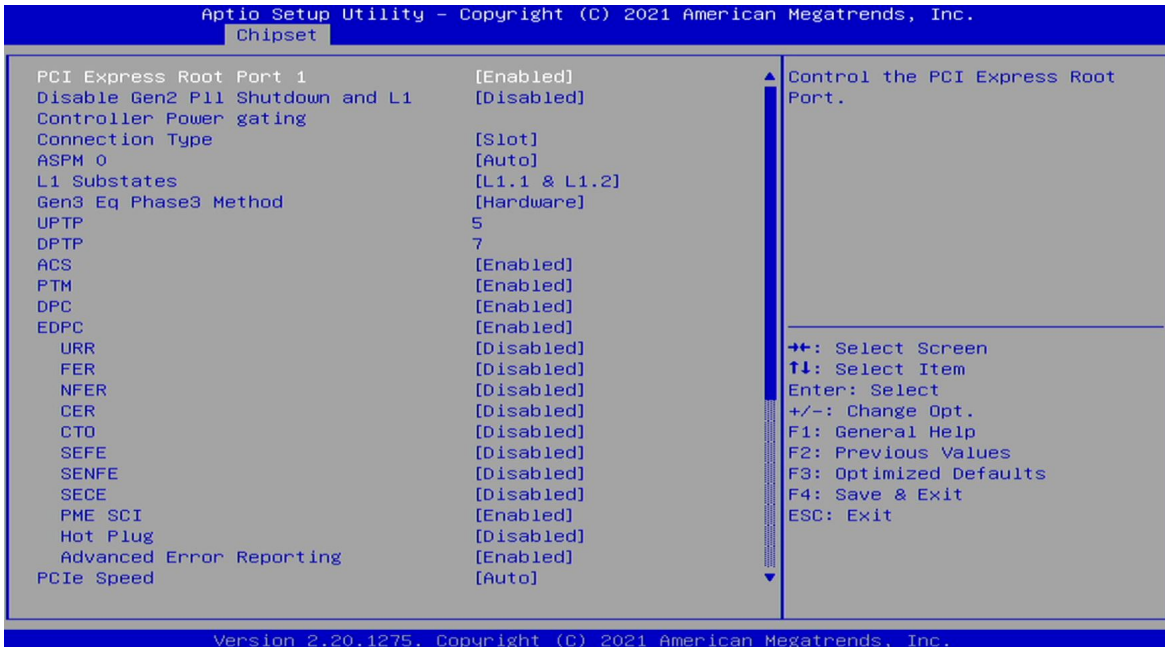 Aptio Setup Utility – Copyright (C) 2021 American Megatrends, Inc.
Chipset
PCI Express Root Port 1 [Enabled]
Disable Gen2 Pll Shutdown and L1 [Disabled]
Controller Power gating
Connection Type [Slot]
ASPM 0 [Auto]
L1 Substates [L1.1 & L1.2]
Gen3 Eq Phase3 Method [Hardware]
UPTP 5
DPTP 7
ACS [Enabled]
PTM [Enabled]
DPC [Enabled]
EDPC [Enabled]
URR [Disabled]
FER [Disabled]
NFER [Disabled]
CER [Disabled]
CTO [Disabled]
SEFE [Disabled]
SENFE [Disabled]
SECE [Disabled]
PME SCI [Enabled]
Hot Plug [Disabled]
Advanced Error Reporting [Enabled]
PCIe Speed [Auto]
Control the PCI Express Root
Port.
→←: Select Screen
↑↓: Select Item
Enter: Select
+/-: Change Opt.
F1: General Help
F2: Previous Values
F3: Optimized Defaults
F4: Save & Exit
ESC: Exit
Version 2.20.1275. Copyright (C) 2021 American Megatrends, Inc.